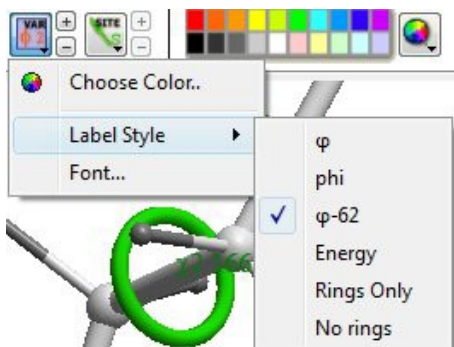 VAR
φ 2
SITE
S
Choose Color..
Label Style
Font...
φ
phi
φ-62
Energy
Rings Only
No rings